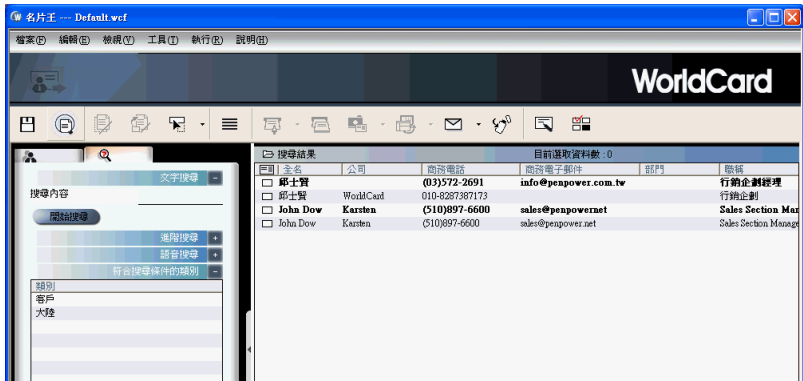 名片王 --- Default.wcf
檔案(F) 編輯(E) 檢視(V) 工具(T) 執行(R) 說明(H)
WorldCard
文字搜尋
搜尋內容
開始搜尋
進階搜尋
語音搜尋
符合搜尋條件的類別
類別
客戶
大陸
搜尋結果 目前選取資料數 : 0
全名 公司 商務電話 商務電子郵件 部門 職稱
邱士賢 (03)572-2691 info@penpower.com.tw 行銷企劃經理
邱士賢 WorldCard 010-8287387173 行銷企劃
John Dow Karsten (510)897-6600 sales@penpowernet Sales Section Mar
John Dow Karsten (510)897-6600 sales@penpower.net Sales Section Manage